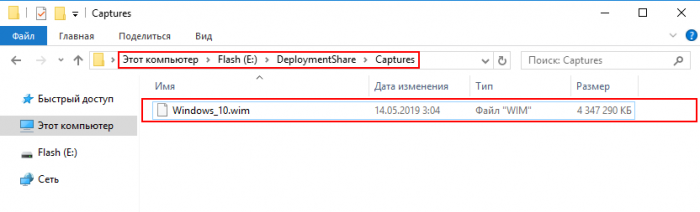 Captures
Файл Главная Поделиться Вид
Этот компьютер Flash (E:) DeploymentShare Captures Поиск: Captures
Имя Дата изменения Тип Размер
Быстрый доступ
Windows_10.wim 14.05.2019 3:04 Файл "WIM" 4 347 290 КБ
Этот компьютер
Flash (E:)
Сеть